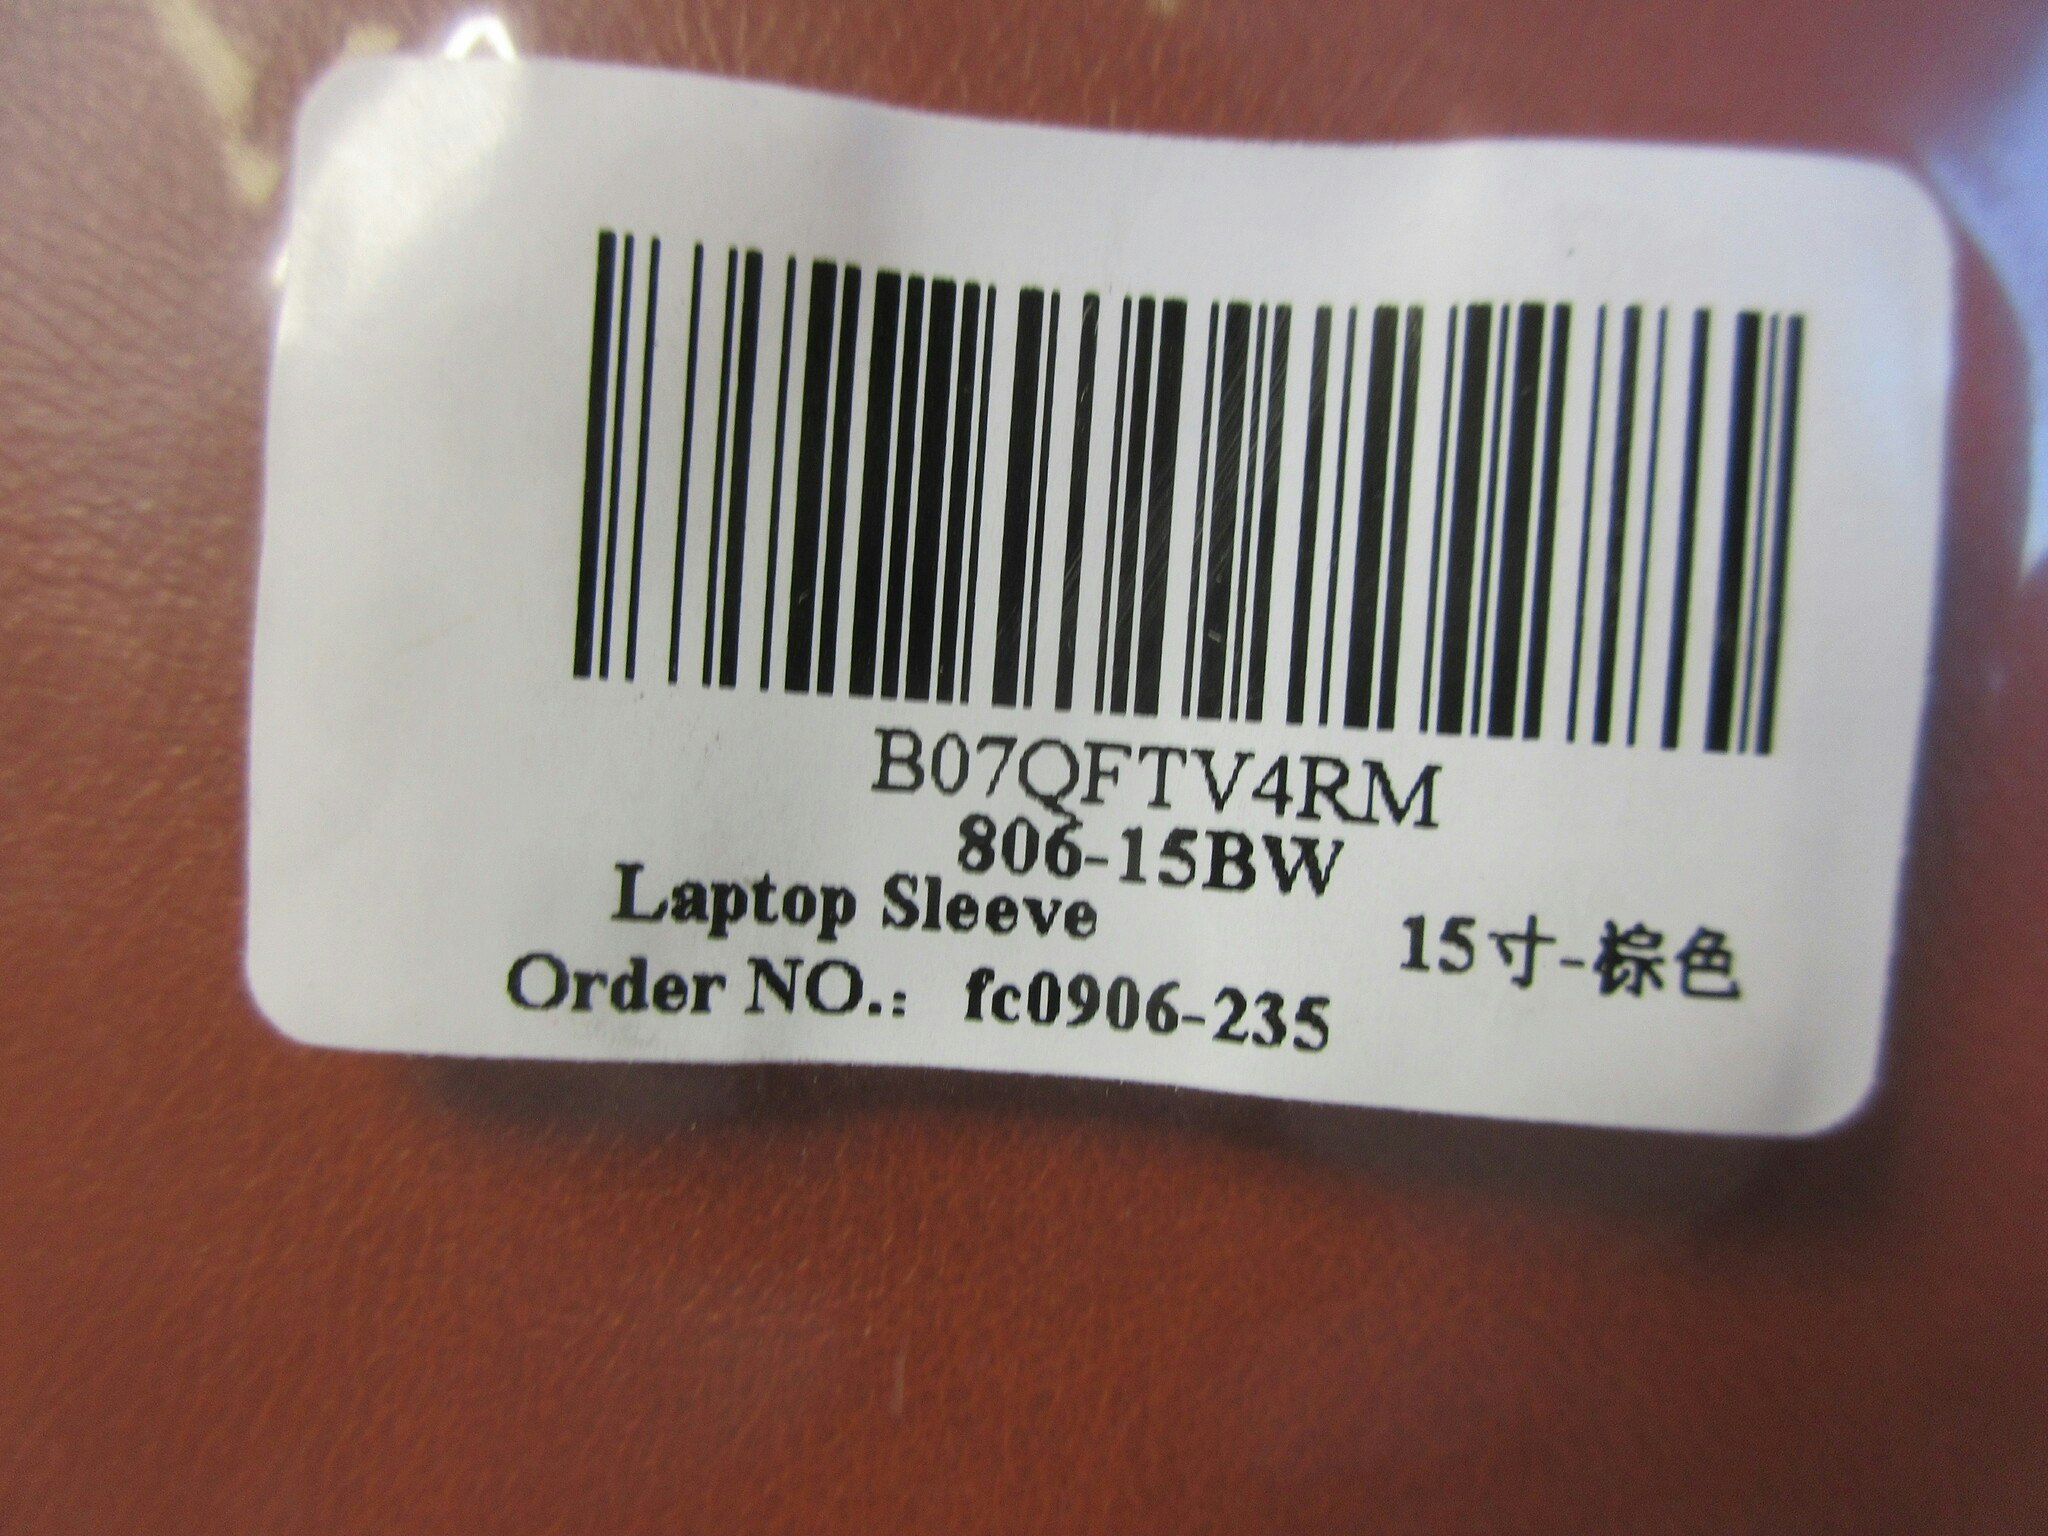 B07QFTV4RM
806-15BW
Laptop Sleeve 15寸-棕色
Order NO.: fc0906-235